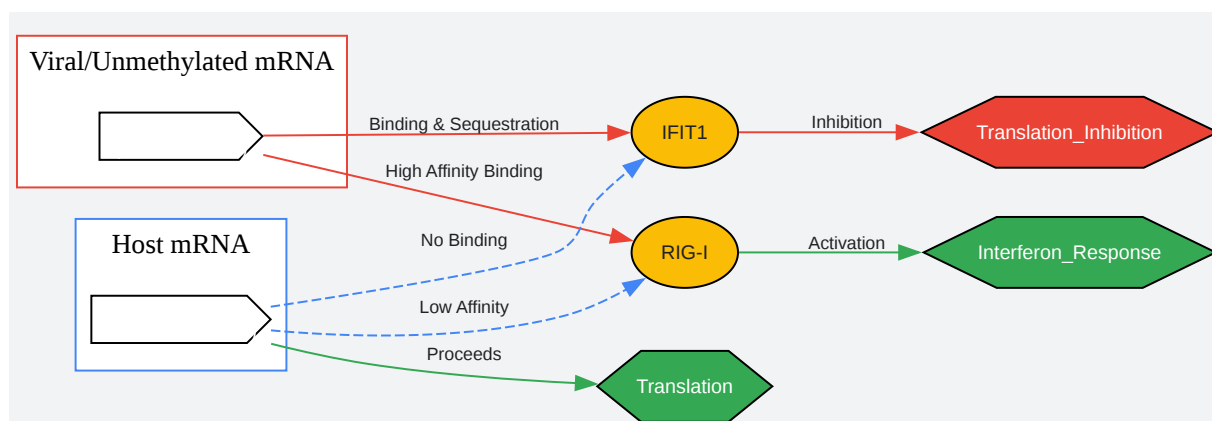 Viral/Unmethylated mRNA
Binding & Sequestration
IFIT1
Inhibition
Translation_Inhibition
High Affinity Binding
Host mRNA
No Binding
RIG-I
Activation
Interferon_Response
Low Affinity
Proceeds
Translation